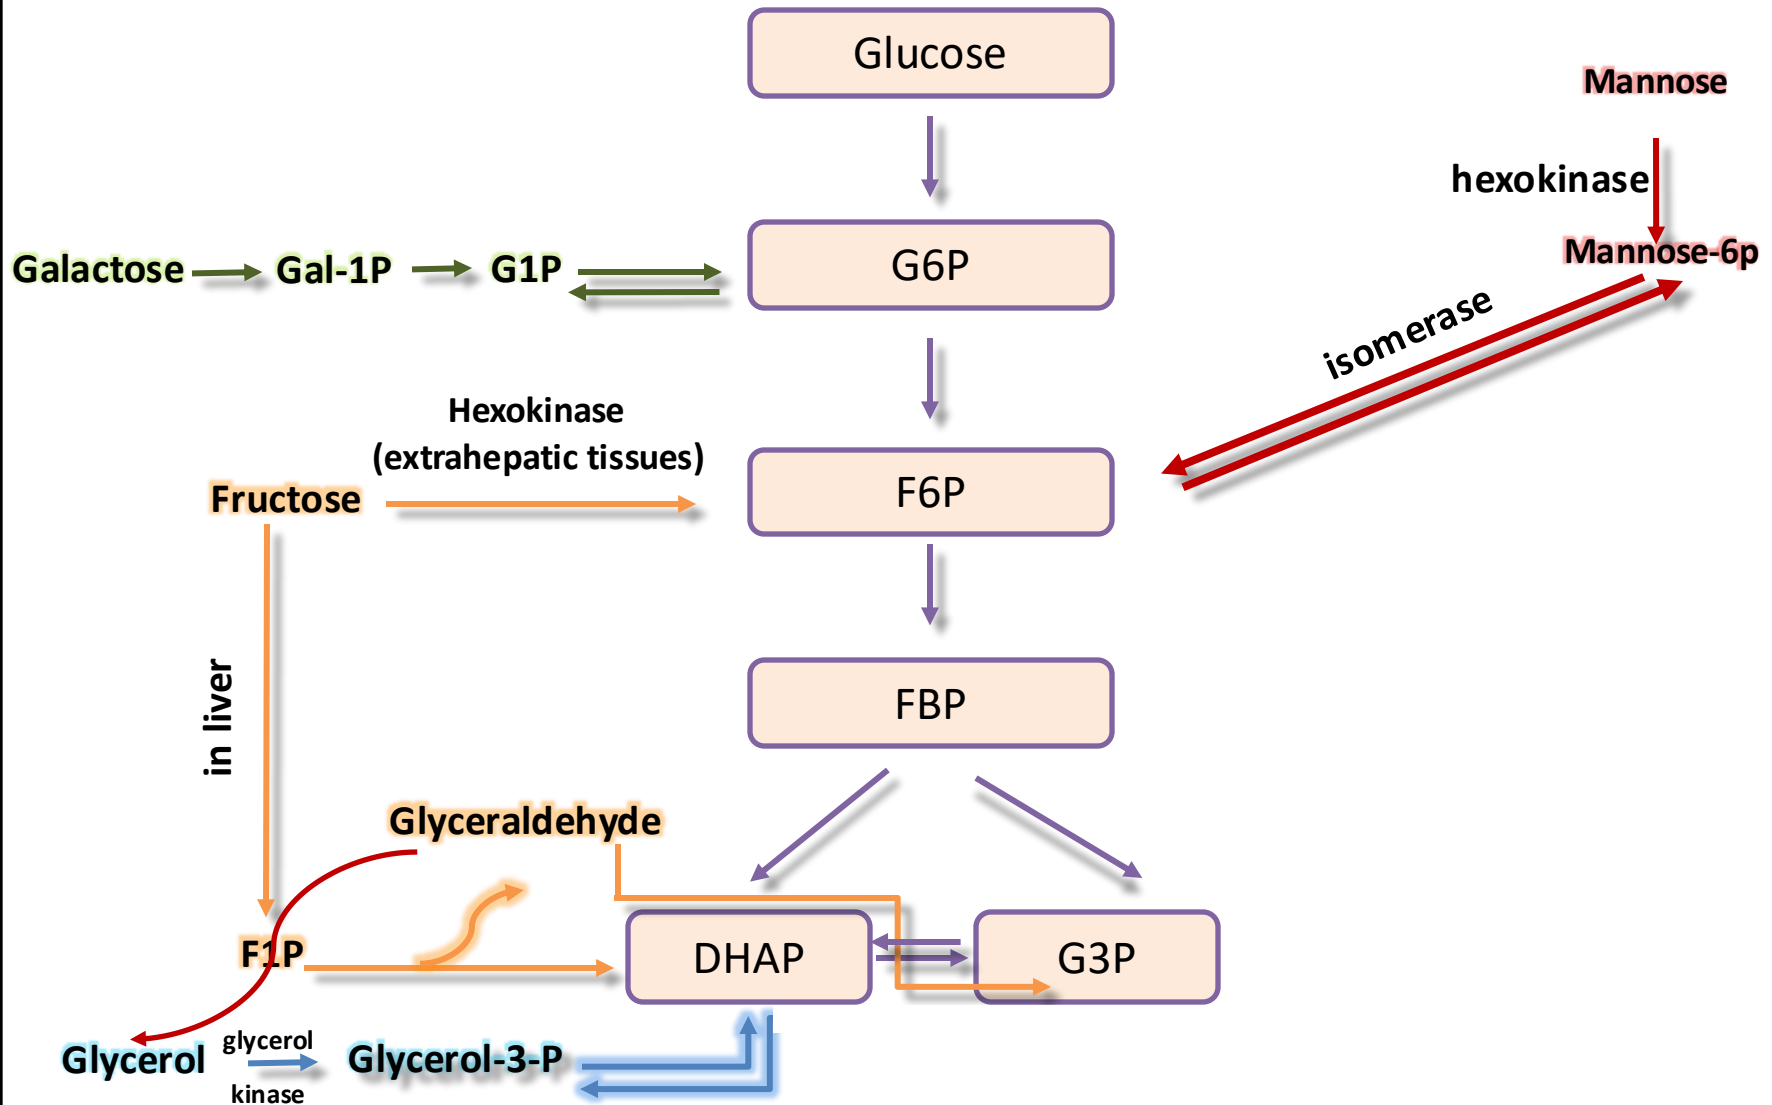 Glucose
Mannose
hexokinase
Mannose-6p
Galactose
Gal-1P
G1P
G6P
isomerase
Hexokinase
(extrahepatic tissues)
Fructose
F6P
in liver
FBP
Glyceraldehyde
F1P
DHAP
G3P
Glycerol
glycerol
kinase
Glycerol-3-P